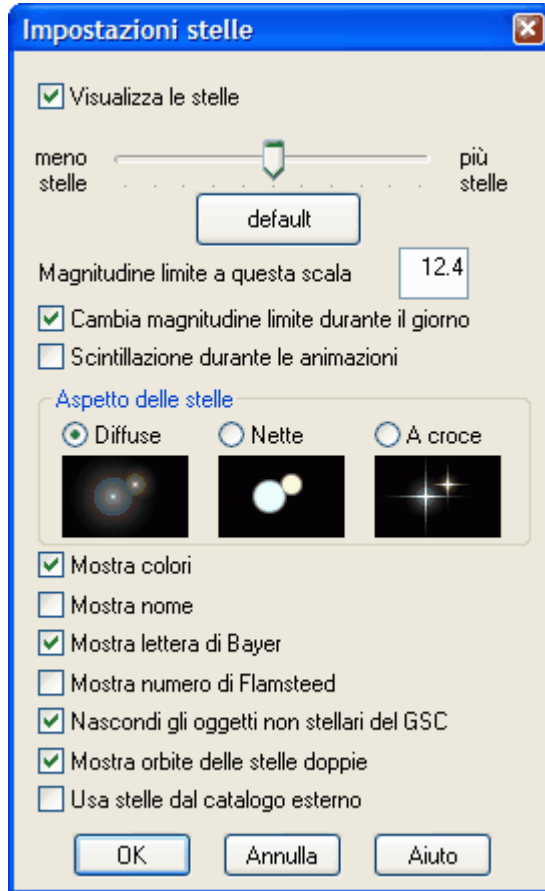 Impostazioni stelle
Visualizza le stelle
meno stelle
più stelle
default
Magnitudine limite a questa scala 12.4
Cambia magnitudine limite durante il giorno
Scintillazione durante le animazioni
Aspetto delle stelle
Diffuse Nette A croce
Mostra colori
Mostra nome
Mostra lettera di Bayer
Mostra numero di Flamsteed
Nascondi gli oggetti non stellari del GSC
Mostra orbite delle stelle doppie
Usa stelle dal catalogo esterno
OK Annulla Aiuto